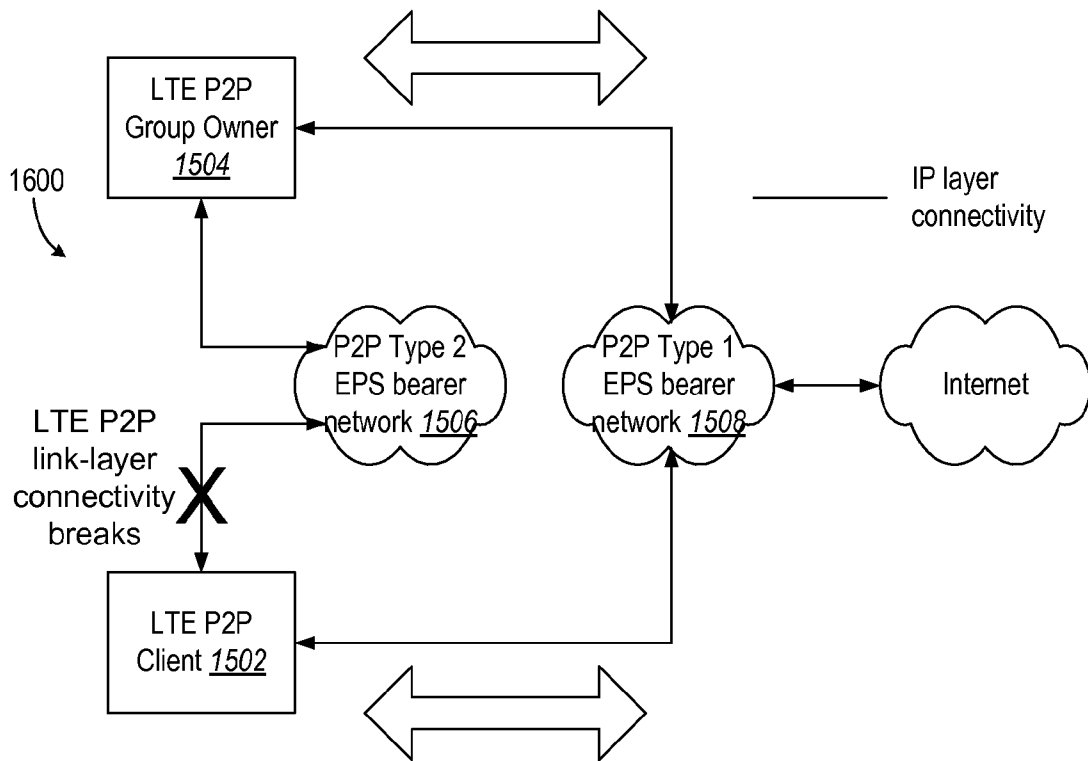 LTE P2P
Group Owner
1504
1600
IP layer
connectivity
P2P Type 2
EPS bearer
network 1506
P2P Type 1
EPS bearer
network 1508
Internet
LTE P2P
link-layer
connectivity
breaks
X
LTE P2P
Client 1502